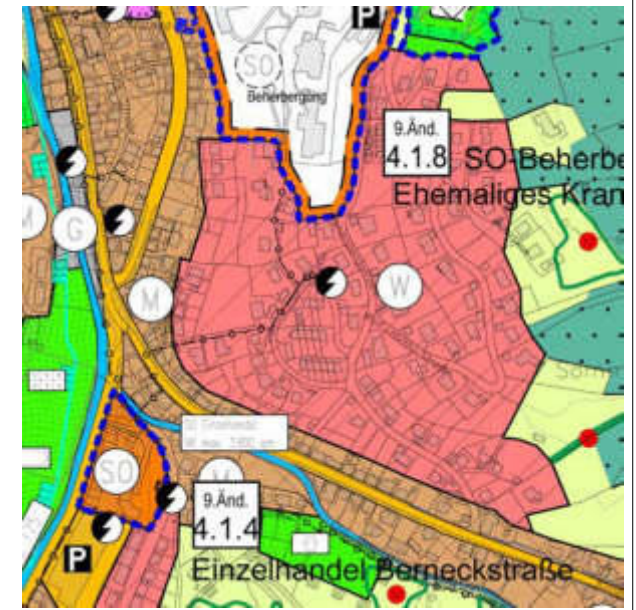 P
SO
Beherbergung
9.Änd.
4.1.8
SO-Beherbe
Ehemaliges Kran
M
G
W
M
SO
M
9.Änd.
4.1.4
P
Einzelhandel Berneckstraße